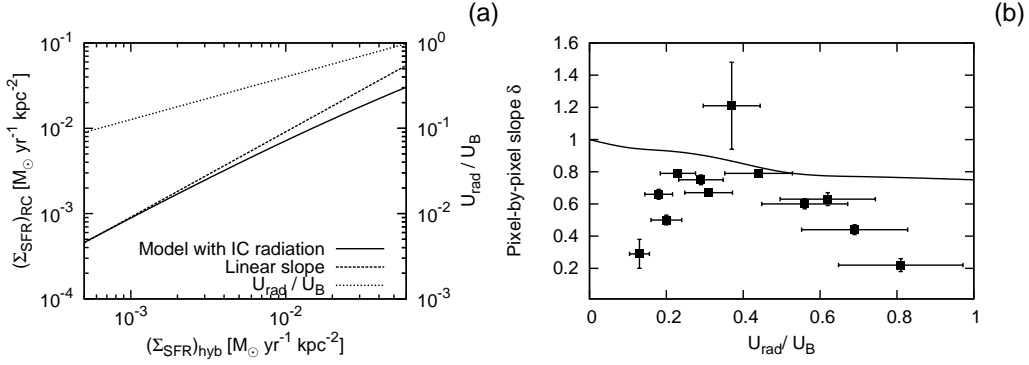 (a)
10^-1
10^-2
10^-3
10^-4
10^-3
10^-2
10^0
10^-1
10^-2
10^-3
(Σ_SFR)_RC [M_☉ yr^-1 kpc^-2]
(Σ_SFR)_hyb [M_☉ yr^-1 kpc^-2]
U_rad / U_B
Model with IC radiation
Linear slope
U_rad / U_B
(b)
1.6
1.4
1.2
1
0.8
0.6
0.4
0.2
0
0.2
0.4
0.6
0.8
1
Pixel-by-pixel slope δ
U_rad/ U_B